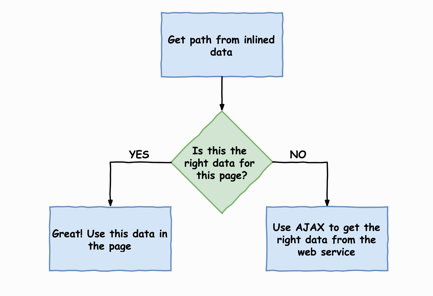 Get path from inlined
data
Is this the
right data for
this page?
YES
NO
Great! Use this data in
the page
Use AJAX to get the
right data from the
web service